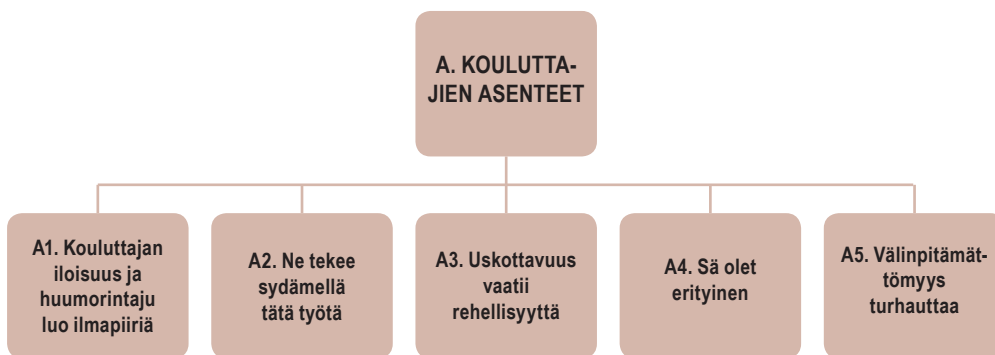 A. KOULUTTA-
JIEN ASENTEET
A1. Kouluttajan
iloisuus ja
huumorintaju
luo ilmapiiriä
A2. Ne tekee
sydämellä
tätä työtä
A3. Uskottavuus
vaatii
rehellisyyttä
A4. Sä olet
erityinen
A5. Välinpitämät-
tömyys
turhauttaa